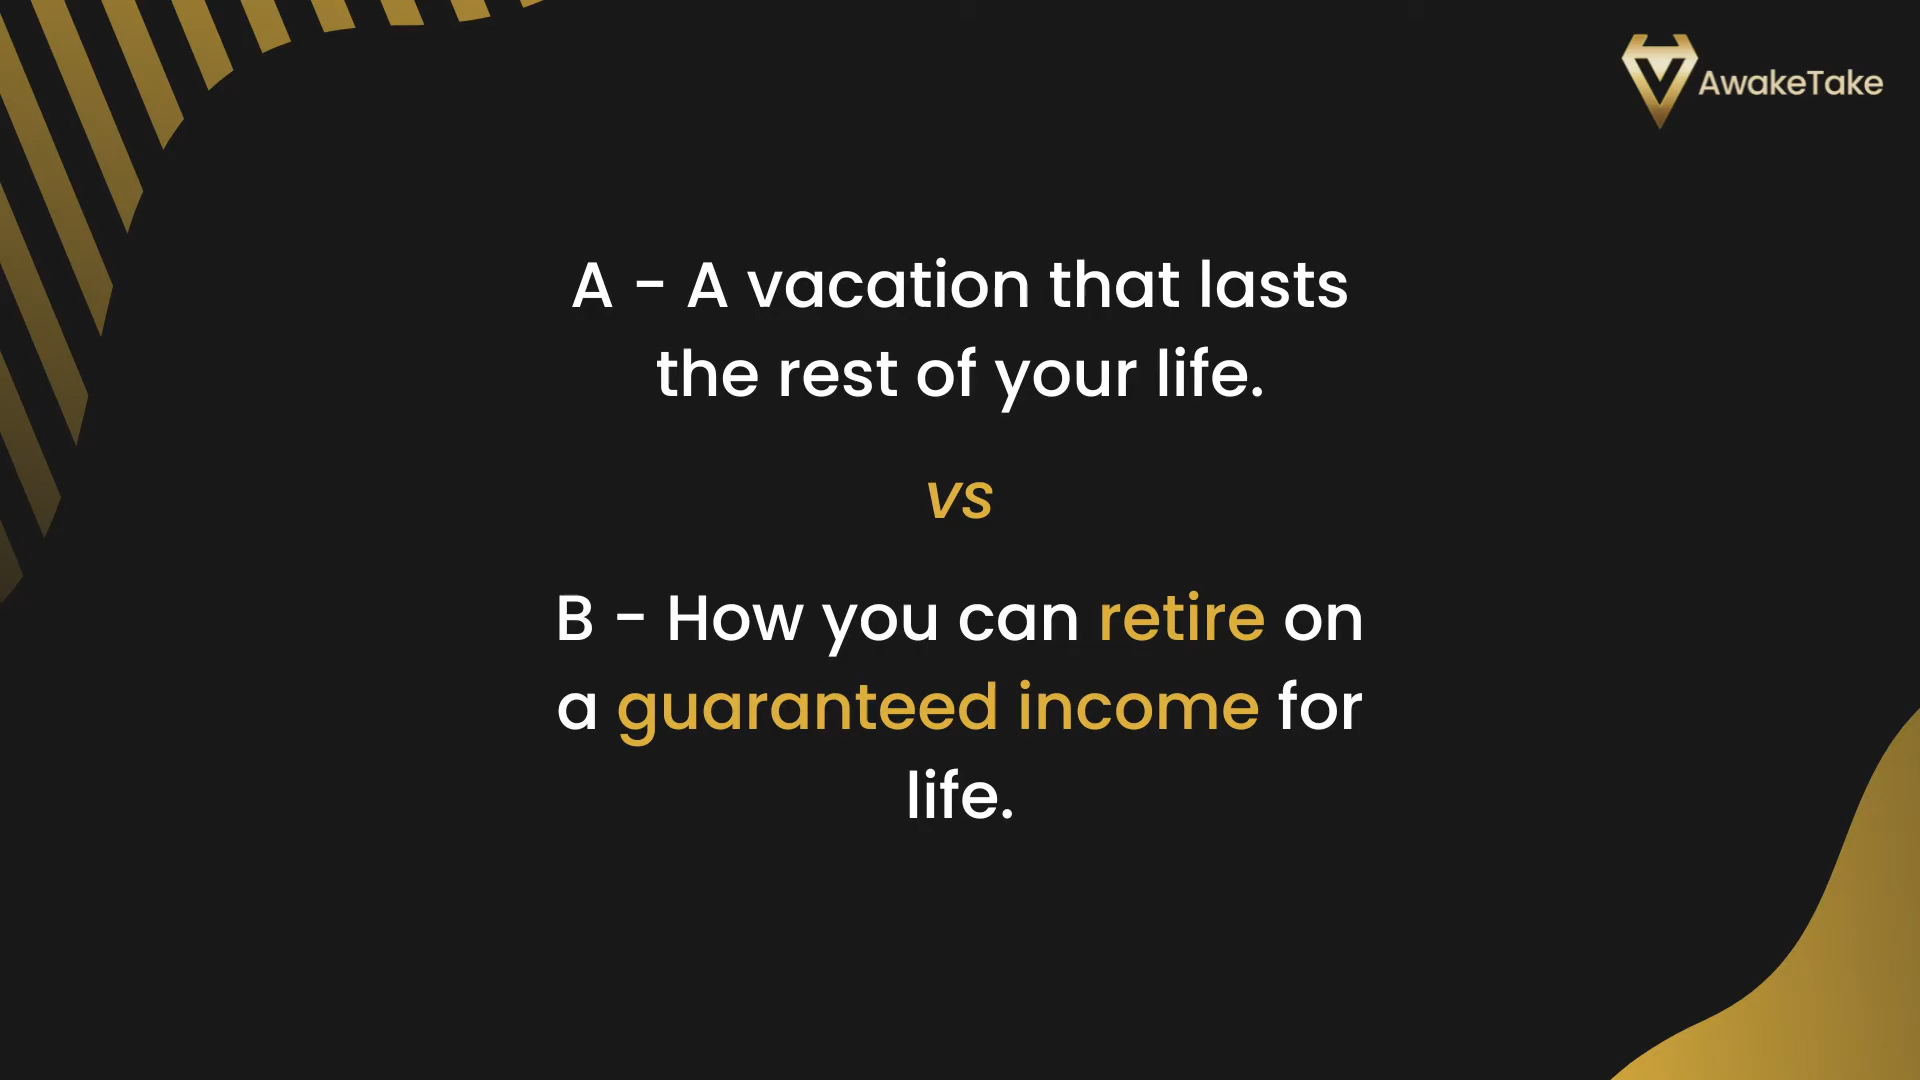 AwakeTake
A - A vacation that lasts
the rest of your life.
VS
B - How you can retire on
a guaranteed income for
life.